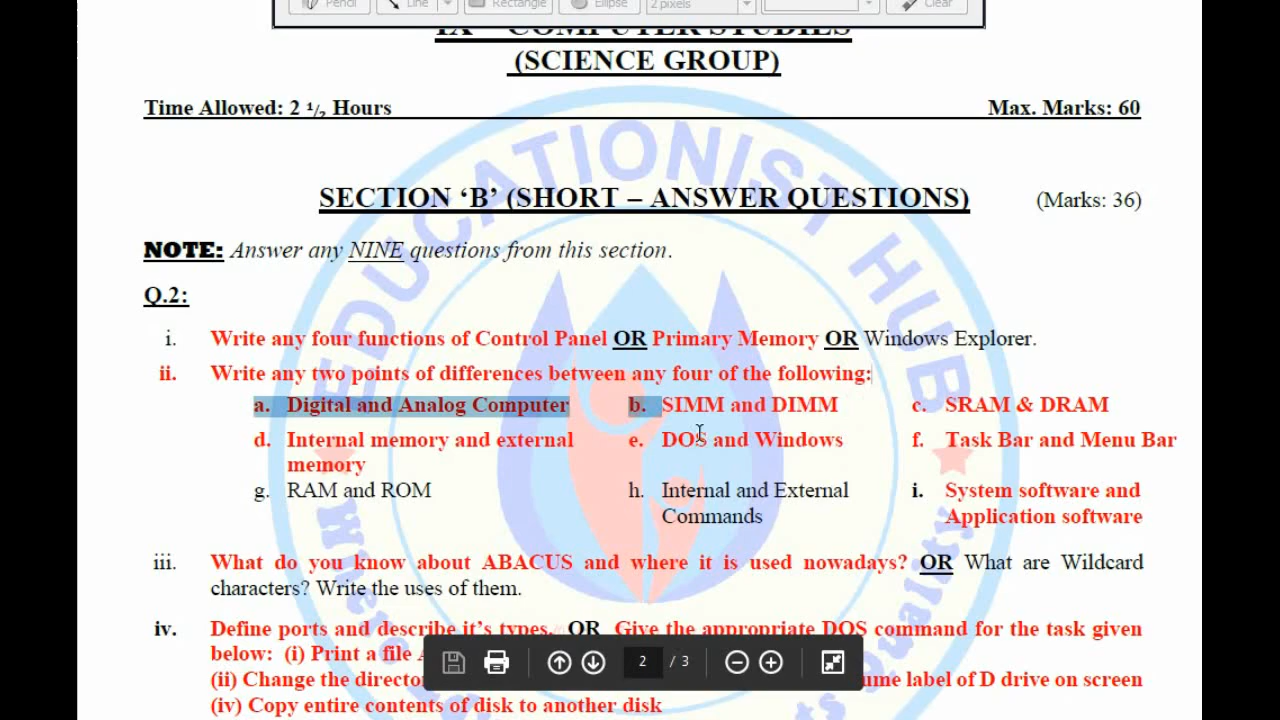 Pencil Line Rectangle Ellipse 2 pixels Clear
IX – COMPUTER STUDIES
(SCIENCE GROUP)
Time Allowed: 2 ¹/₂ Hours Max. Marks: 60
SECTION ‘B’ (SHORT – ANSWER QUESTIONS) (Marks: 36)
NOTE: Answer any NINE questions from this section.
Q.2:
i. Write any four functions of Control Panel OR Primary Memory OR Windows Explorer.
ii. Write any two points of differences between any four of the following:
a. Digital and Analog Computer b. SIMM and DIMM c. SRAM & DRAM
d. Internal memory and external e. DOS and Windows f. Task Bar and Menu Bar
memory
g. RAM and ROM h. Internal and External i. System software and
Commands Application software
iii. What do you know about ABACUS and where it is used nowadays? OR What are Wildcard
characters? Write the uses of them.
iv. Define ports and describe it’s types. OR Give the appropriate DOS command for the task given
below: (i) Print a file
(ii) Change the label of D drive on screen
(iv) Copy entire contents of disk to another disk
2 / 3
EDUCATIONIST HUB
Quality